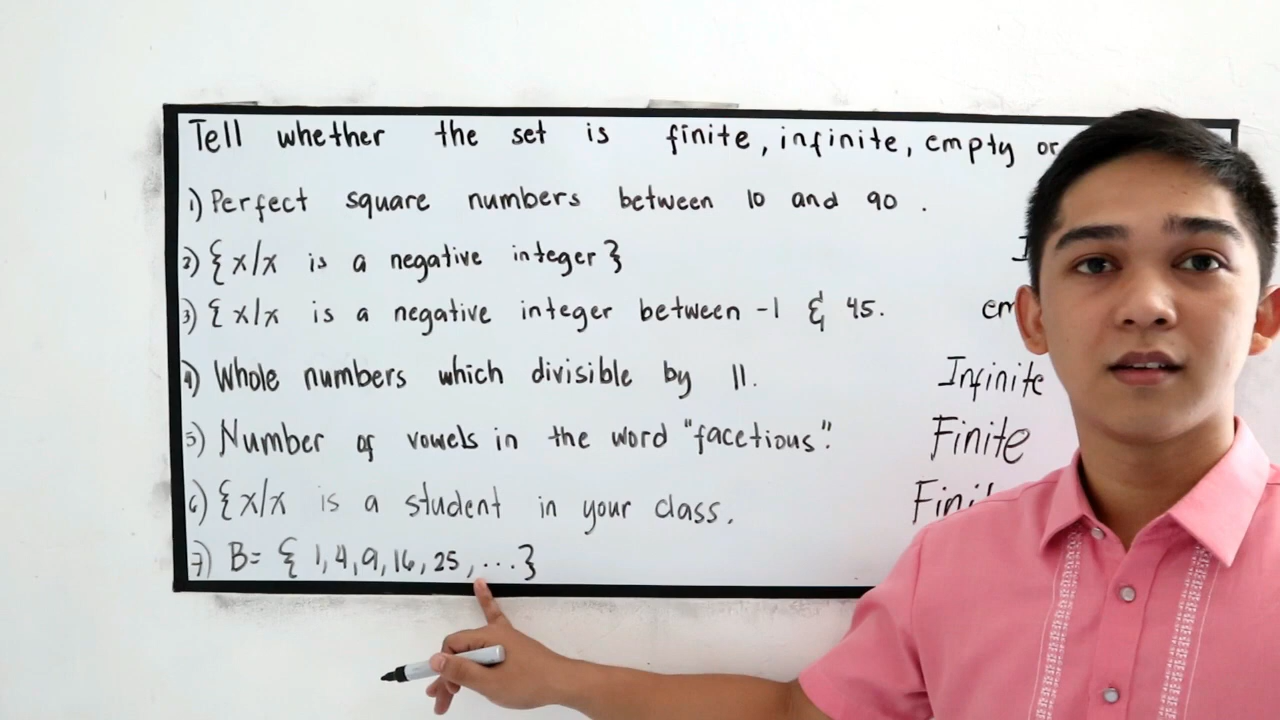 Tell whether the set is finite, infinite, empty or
1) Perfect square numbers between 10 and 90.
2) {x/x is a negative integer}
3) {x/x is a negative integer between -1 & 45.
4) Whole numbers which divisible by 11. Infinite
5) Number of vowels in the word "facetious". Finite
6) {x/x is a student in your class.
7) B= { 1,4,9,16,25,...}